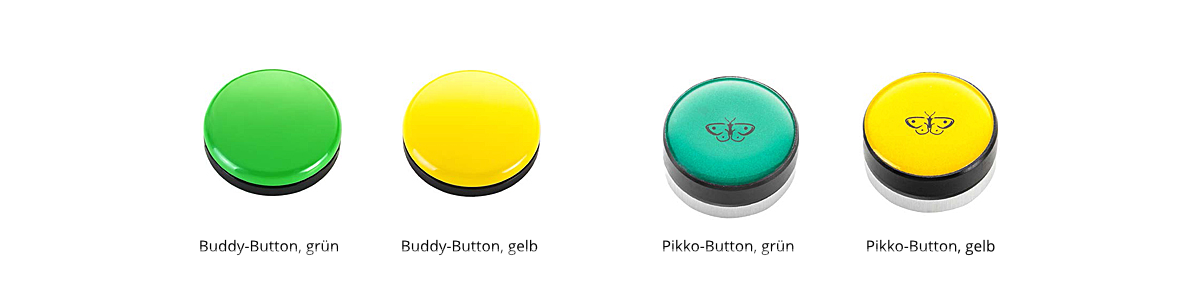 Buddy-Button, grün
Buddy-Button, gelb
Pikko-Button, grün
Pikko-Button, gelb